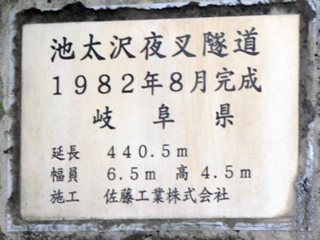 池太沢夜叉隧道
1982年8月完成
岐阜県
延長 440.5m
幅員 6.5m 高 4.5m
施工 佐藤工業株式会社